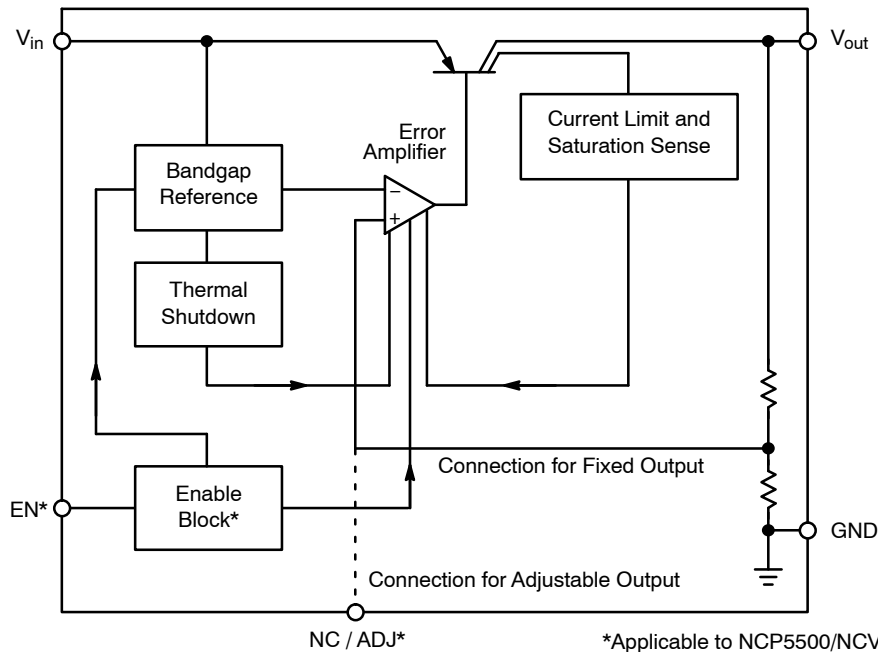 Vin
Vout
Error
Amplifier
Current Limit and
Saturation Sense
Bandgap
Reference
−
+
Thermal
Shutdown
Connection for Fixed Output
EN*
Enable
Block*
GND
Connection for Adjustable Output
NC / ADJ*
*Applicable to NCP5500/NCV